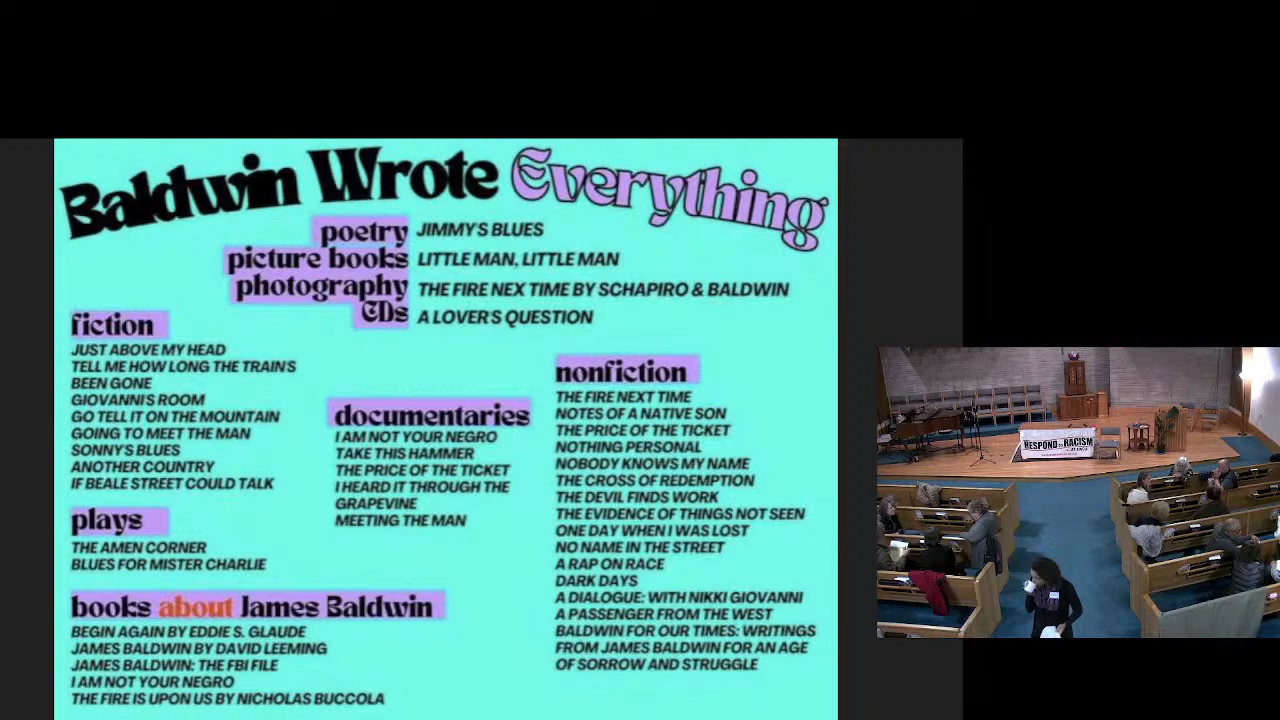 Baldwin Wrote Everything
poetry JIMMY'S BLUES
picture books LITTLE MAN, LITTLE MAN
photography THE FIRE NEX TIME BY SCHAPIRO & BALDWIN
CDs A LOVER'S QUESTION
fiction
JUST ABOVE MY HEAD
TELL ME HOW LONG THE TRAIN'S
BEEN GONE
GIOVANNI'S ROOM
GO TELL IT ON THE MOUNTAIN
GOING TO MEET THE MAN
SONNY'S BLUES
ANOTHER COUNTRY
IF BEALE STREET COULD TALK
plays
THE AMEN CORNER
BLUES FOR MISTER CHARLIE
documentaries
I AM NOT YOUR NEGRO
TAKE THIS HAMMER
THE PRICE OF THE TICKET
I HEARD IT THROUGH THE
GRAPEVINE
MEETING THE MAN
books about James Baldwin
BEGIN AGAIN BY EDDIE S. GLAUDE
JAMES BALDWIN BY DAVID LEEMING
JAMES BALDWIN: THE FBI FILE
I AM NOT YOUR NEGRO
THE FIRE IS UPON US BY NICHOLAS BUCCOLA
nonfiction
THE FIRE NEXT TIME
NOTES OF A NATIVE SON
THE PRICE OF THE TICKET
NOTHING PERSONAL
NOBODY KNOWS MY NAME
THE CROSS OF REDEMPTION
THE DEVIL FINDS WORK
THE EVIDENCE OF THINGS NOT SEEN
ONE DAY WHEN I WAS LOST
NO NAME IN THE STREET
A RAP ON RACE
DARK DAYS
A DIALOGUE: WITH NIKKI GIOVANNI
A PASSENGER FROM THE WEST
BALDWIN FOR OUR TIMES: WRITINGS
FROM JAMES BALDWIN FOR AN AGE
OF SORROW AND STRUGGLE
RESPOND TO RACISM